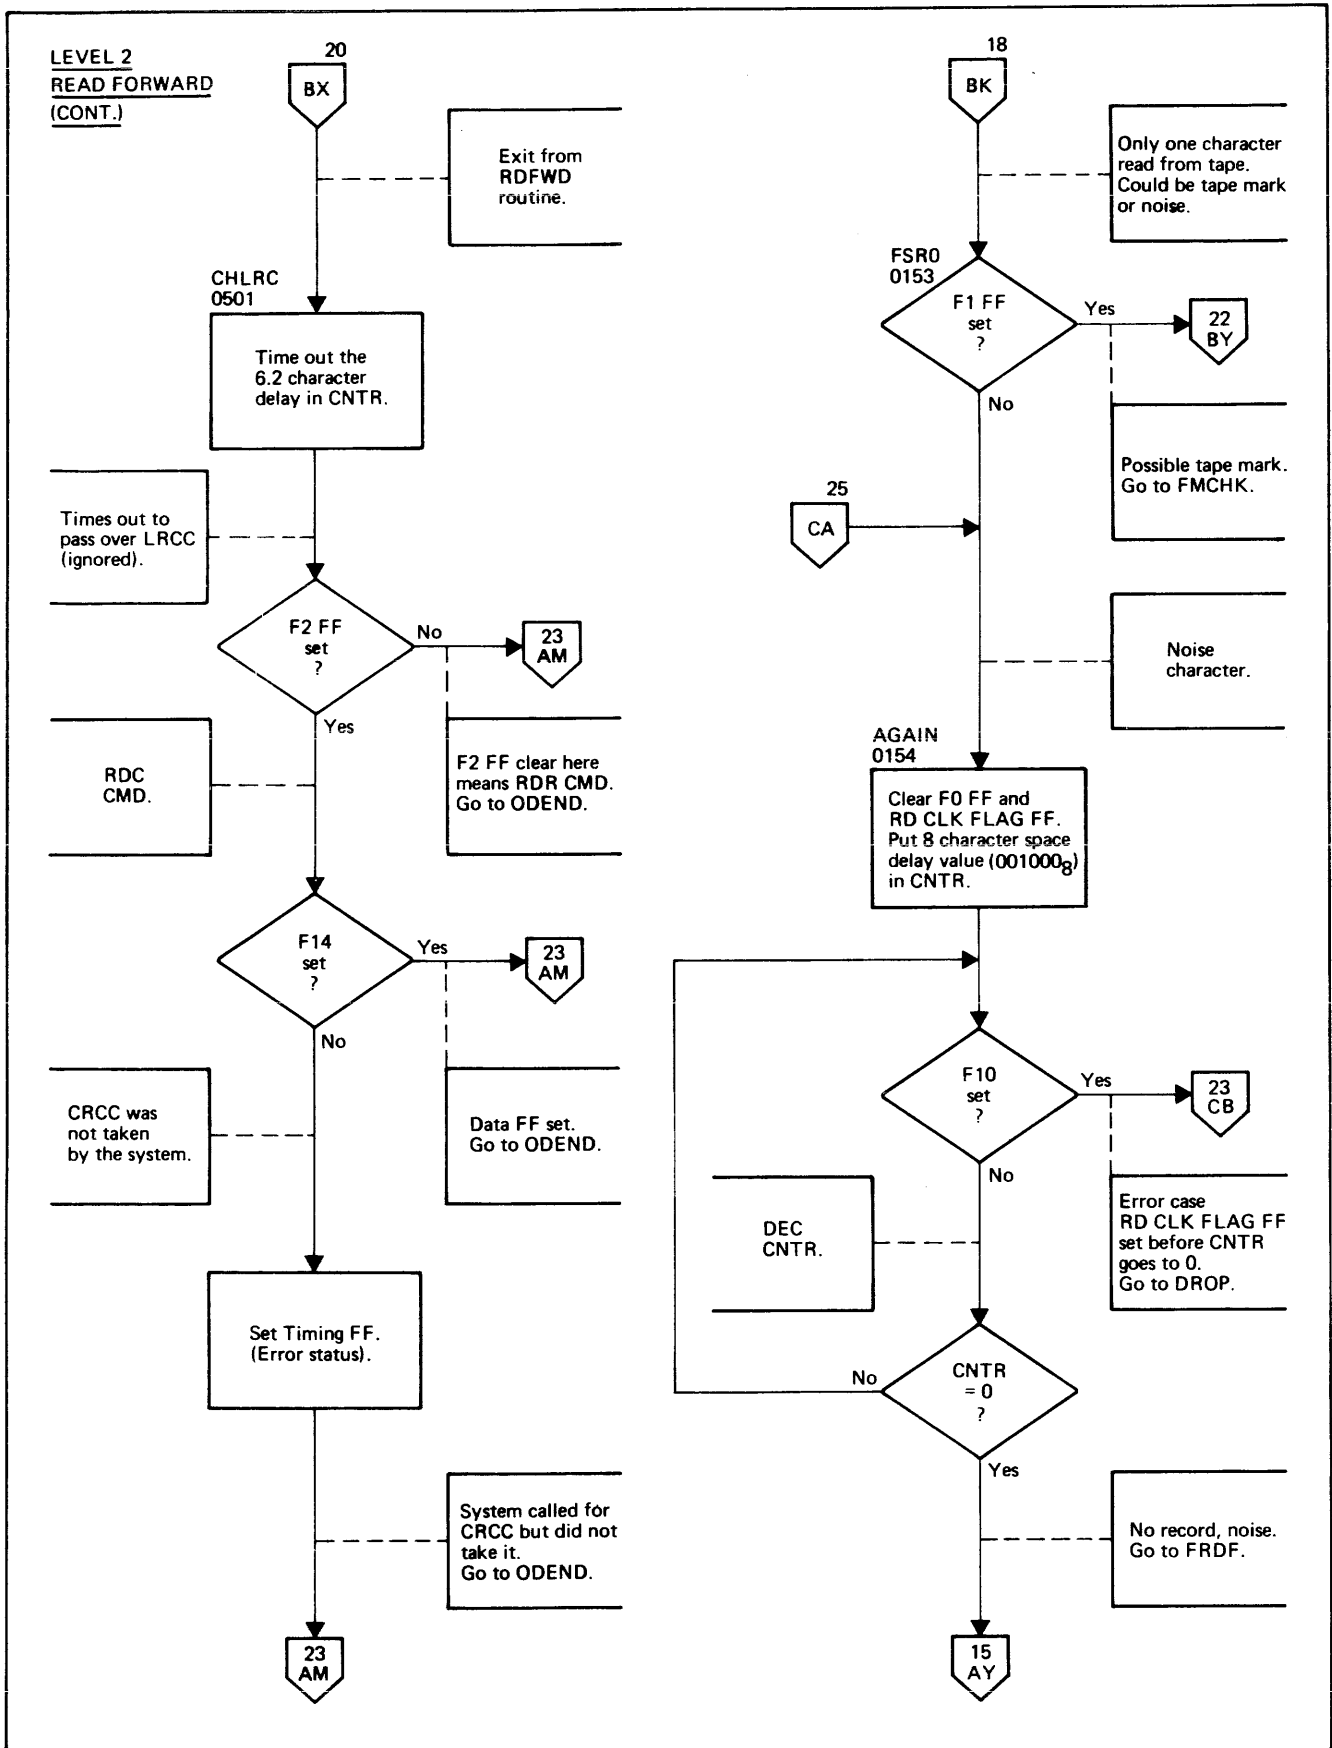 LEVEL 2
READ FORWARD
(CONT.)
20
BX
Exit from
RDFWD
routine.
CHLRC
0501
Time out the
6.2 character
delay in CNTR.
Times out to
pass over LRCC
(ignored).
F2 FF
set
?
No
23
AM
Yes
RDC
CMD.
F2 FF clear here
means RDR CMD.
Go to ODEND.
F14
set
?
Yes
23
AM
No
CRCC was
not taken
by the system.
Data FF set.
Go to ODEND.
Set Timing FF.
(Error status).
System called for
CRCC but did not
take it.
Go to ODEND.
23
AM
18
BK
Only one character
read from tape.
Could be tape mark
or noise.
FSR0
0153
F1 FF
set
?
Yes
22
BY
No
Possible tape mark.
Go to FMCHK.
25
CA
Noise
character.
AGAIN
0154
Clear F0 FF and
RD CLK FLAG FF.
Put 8 character space
delay value (001000₈)
in CNTR.
F10
set
?
Yes
23
CB
No
DEC
CNTR.
Error case
RD CLK FLAG FF
set before CNTR
goes to 0.
Go to DROP.
CNTR
= 0
?
No
Yes
No record, noise.
Go to FRDF.
15
AY